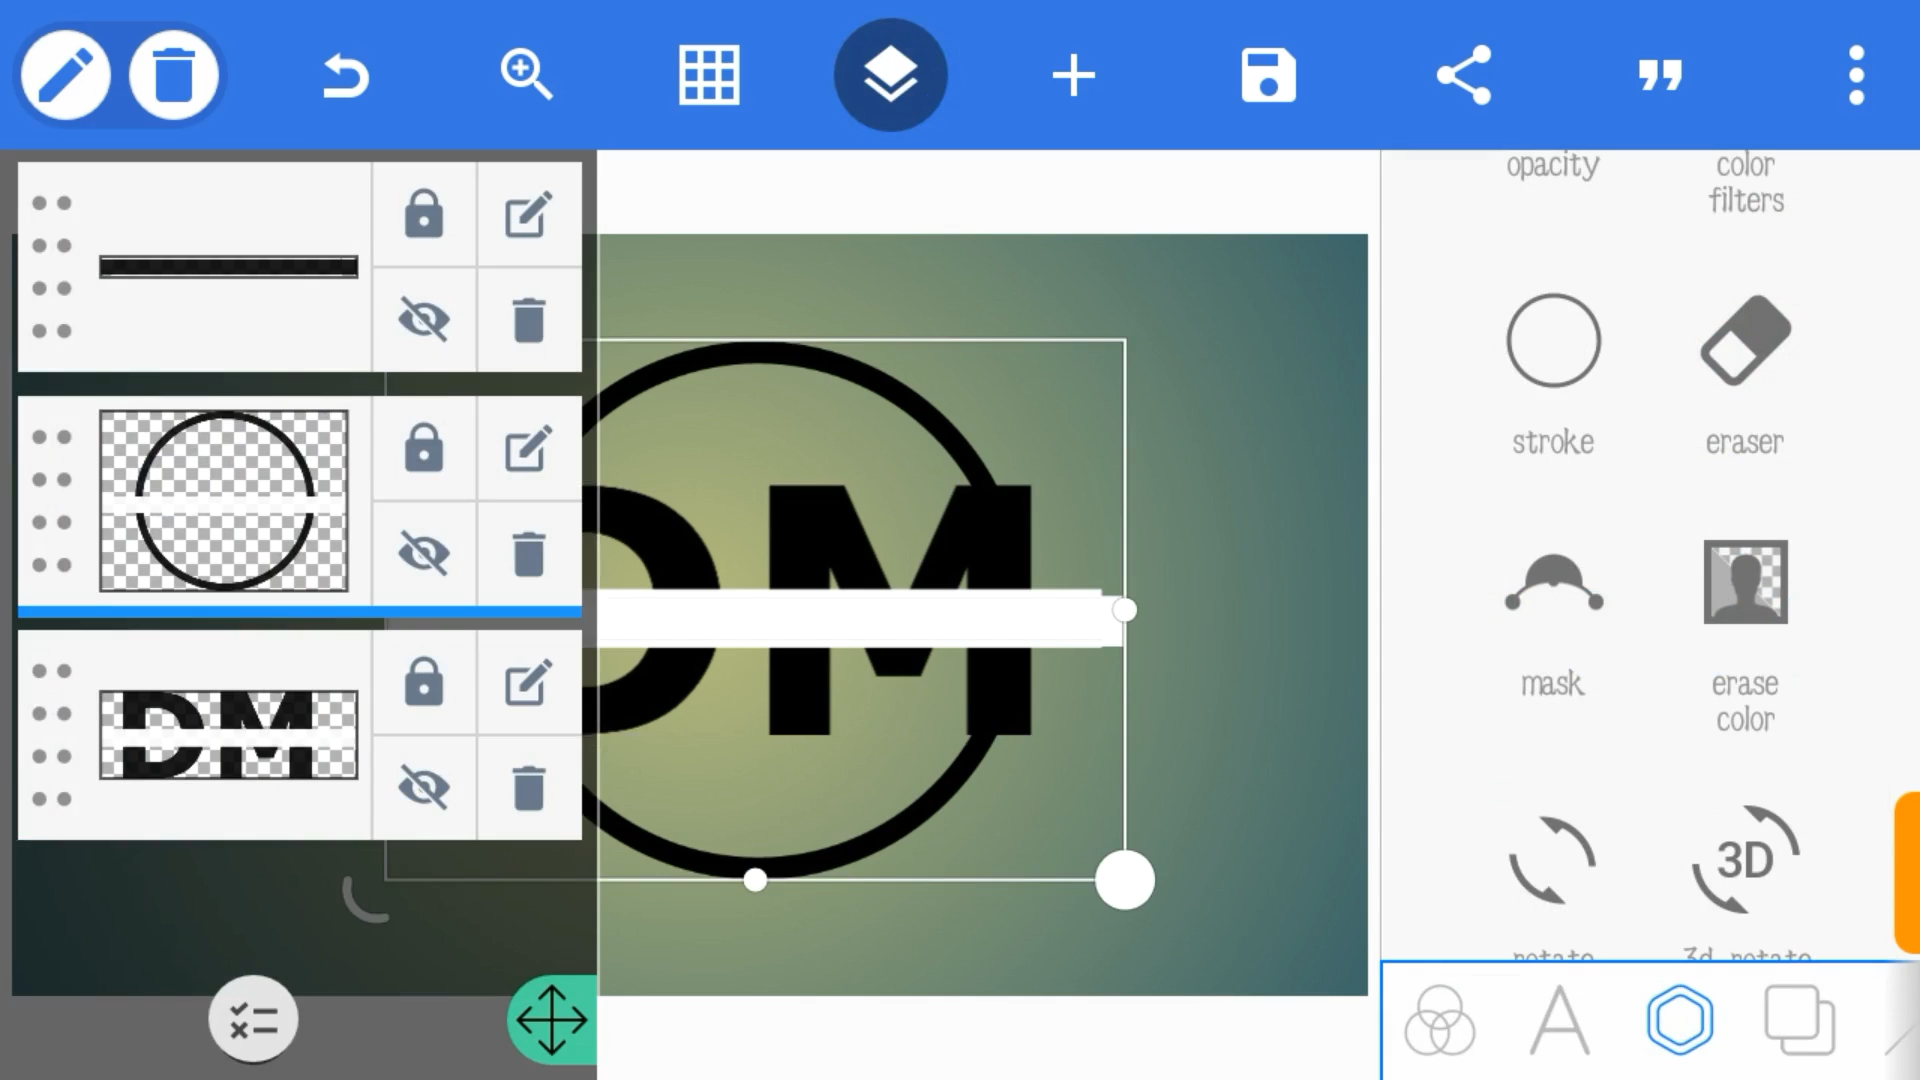 opacity
color
filters
stroke
eraser
DM
mask
erase
color
DM
3D
rotate
3d rotate
A